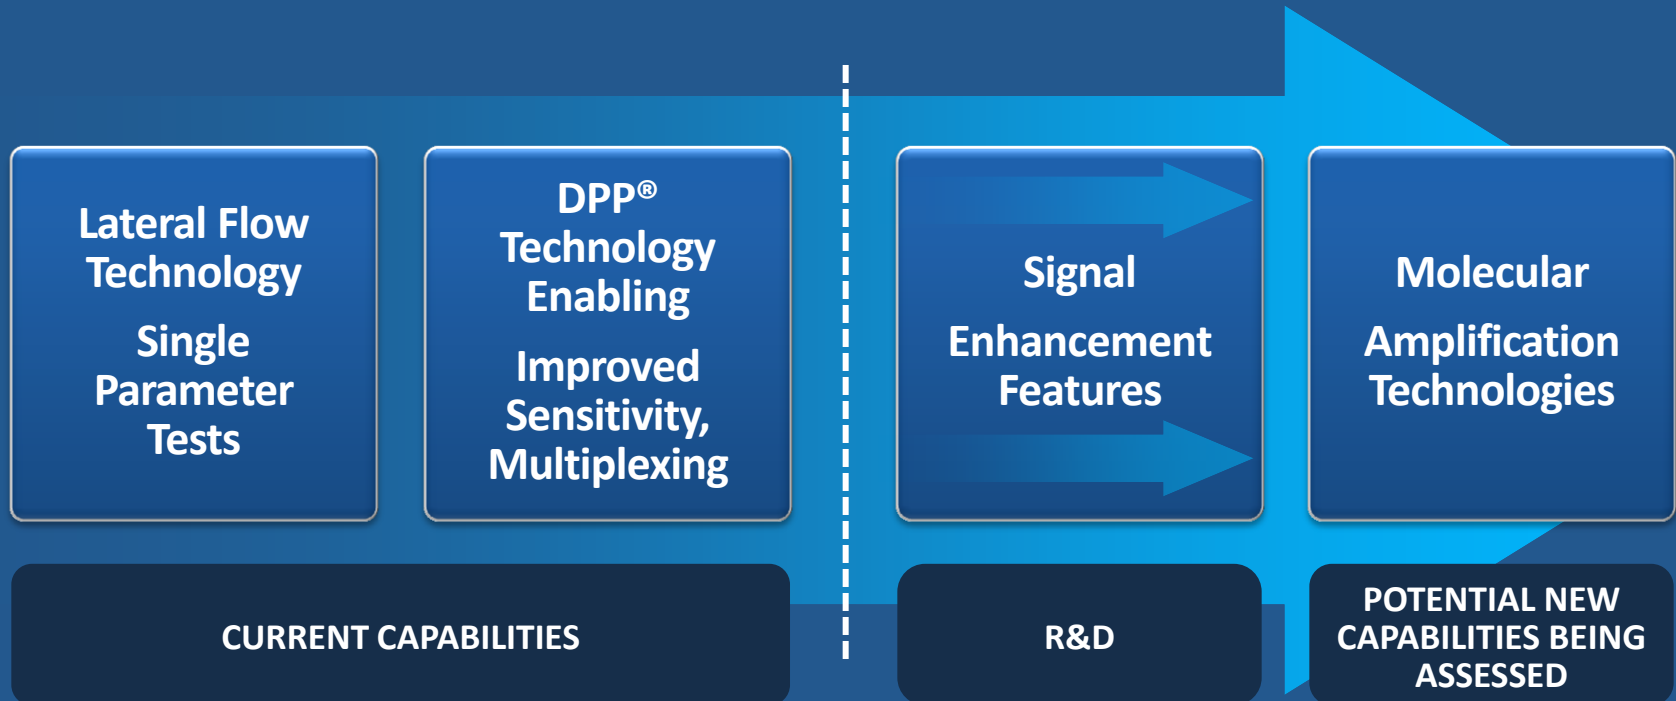 Lateral Flow
Technology
Single
Parameter
Tests
DPP®
Technology
Enabling
Improved
Sensitivity,
Multiplexing
Signal
Enhancement
Features
Molecular
Amplification
Technologies
CURRENT CAPABILITIES
R&D
POTENTIAL NEW
CAPABILITIES BEING
ASSESSED